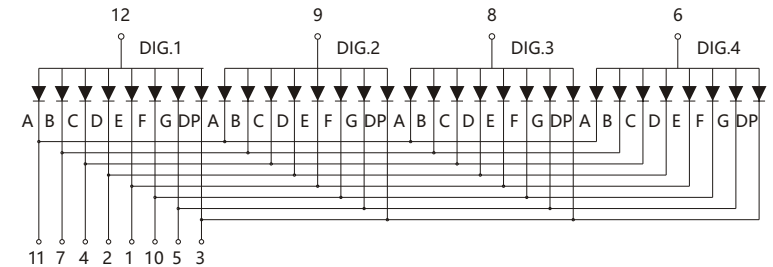 12 9 8 6
DIG.1 DIG.2 DIG.3 DIG.4
A B C D E F G DP A B C D E F G DP A B C D E F G DP A B C D E F G DP
11 7 4 2 1 10 5 3